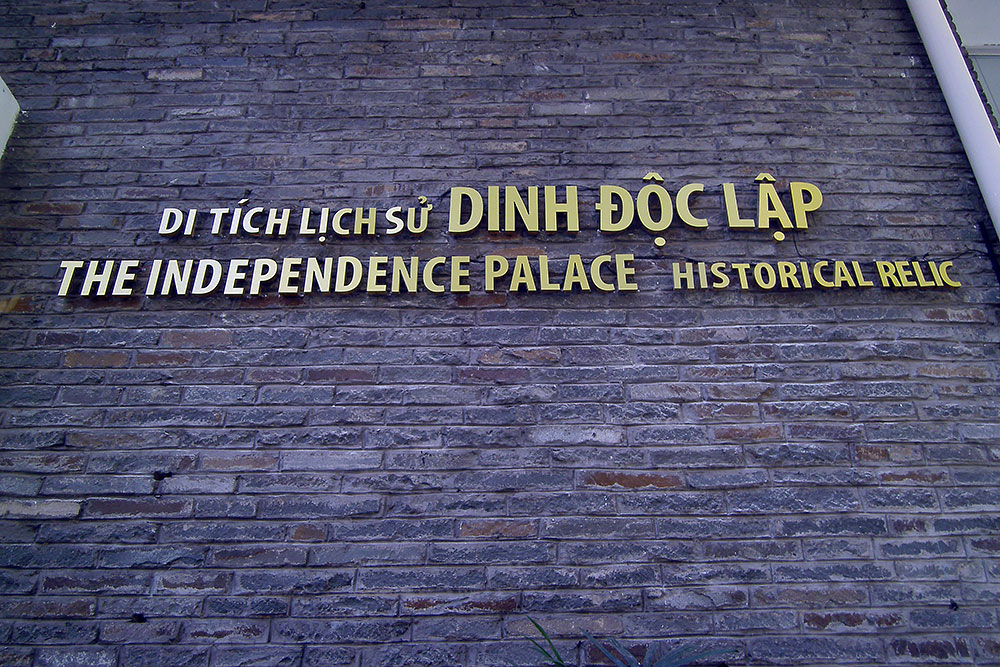 DI TÍCH LỊCH SỬ DINH ĐỘC LẬP
THE INDEPENDENCE PALACE HISTORICAL RELIC